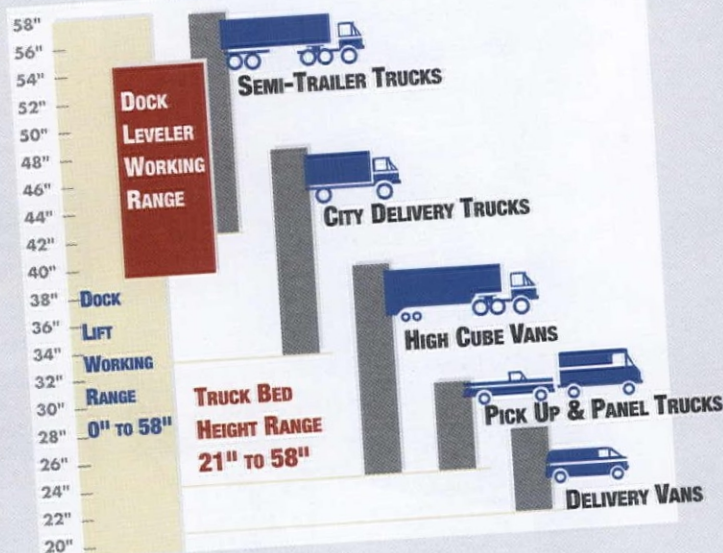 58"
56"
54"
52"
50"
48"
46"
44"
42"
40"
38"
36"
34"
32"
30"
28"
26"
24"
22"
20"
DOCK
LEVELER
WORKING
RANGE
DOCK
LIFT
WORKING
RANGE
0" TO 58"
TRUCK BED
HEIGHT RANGE
21" TO 58"
SEMI-TRAILER TRUCKS
CITY DELIVERY TRUCKS
HIGH CUBE VANS
PICK UP & PANEL TRUCKS
DELIVERY VANS